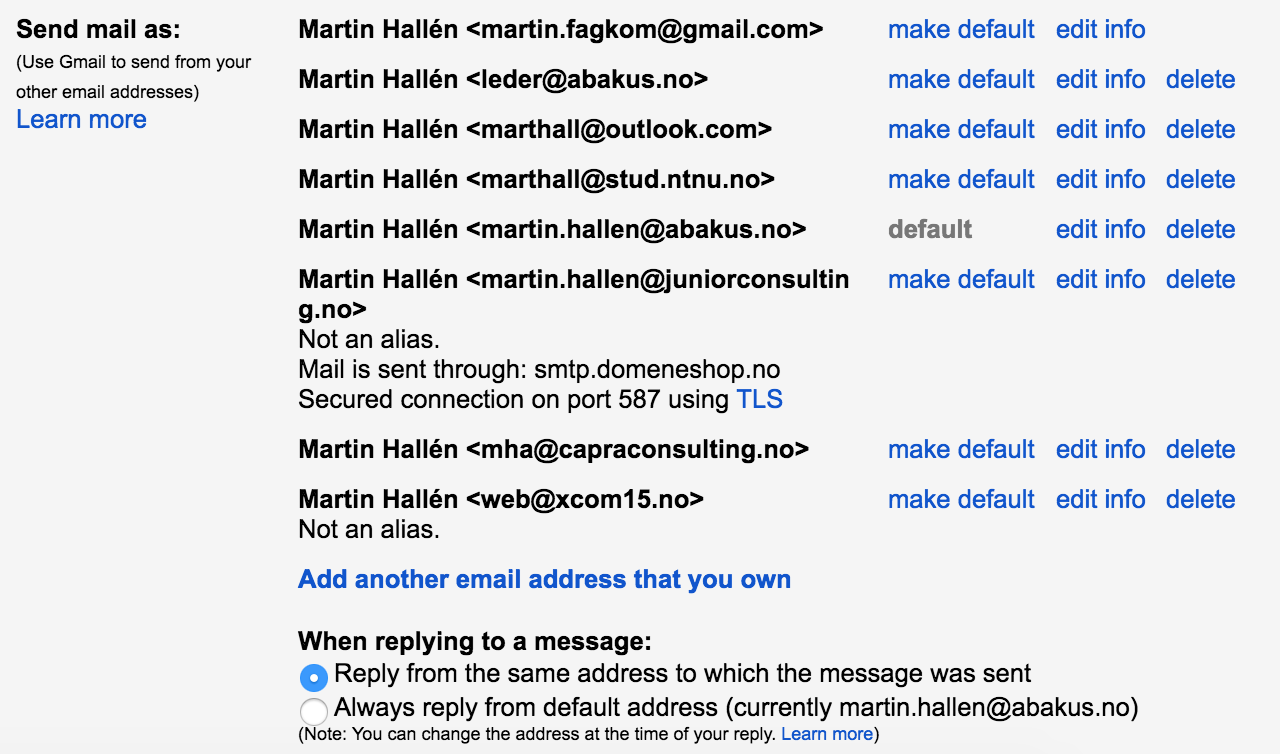 Send mail as:
(Use Gmail to send from your
other email addresses)
Learn more
Martin Hallén <martin.fagkom@gmail.com> make default edit info
Martin Hallén <leder@abakus.no> make default edit info delete
Martin Hallén <marthall@outlook.com> make default edit info delete
Martin Hallén <marthall@stud.ntnu.no> make default edit info delete
Martin Hallén <martin.hallen@abakus.no> default edit info delete
Martin Hallén <martin.hallen@juniorconsultin make default edit info delete
g.no>
Not an alias.
Mail is sent through: smtp.domeneshop.no
Secured connection on port 587 using TLS
Martin Hallén <mha@capraconsulting.no> make default edit info delete
Martin Hallén <web@xcom15.no> make default edit info delete
Not an alias.
Add another email address that you own
When replying to a message:
Reply from the same address to which the message was sent
Always reply from default address (currently martin.hallen@abakus.no)
(Note: You can change the address at the time of your reply. Learn more)